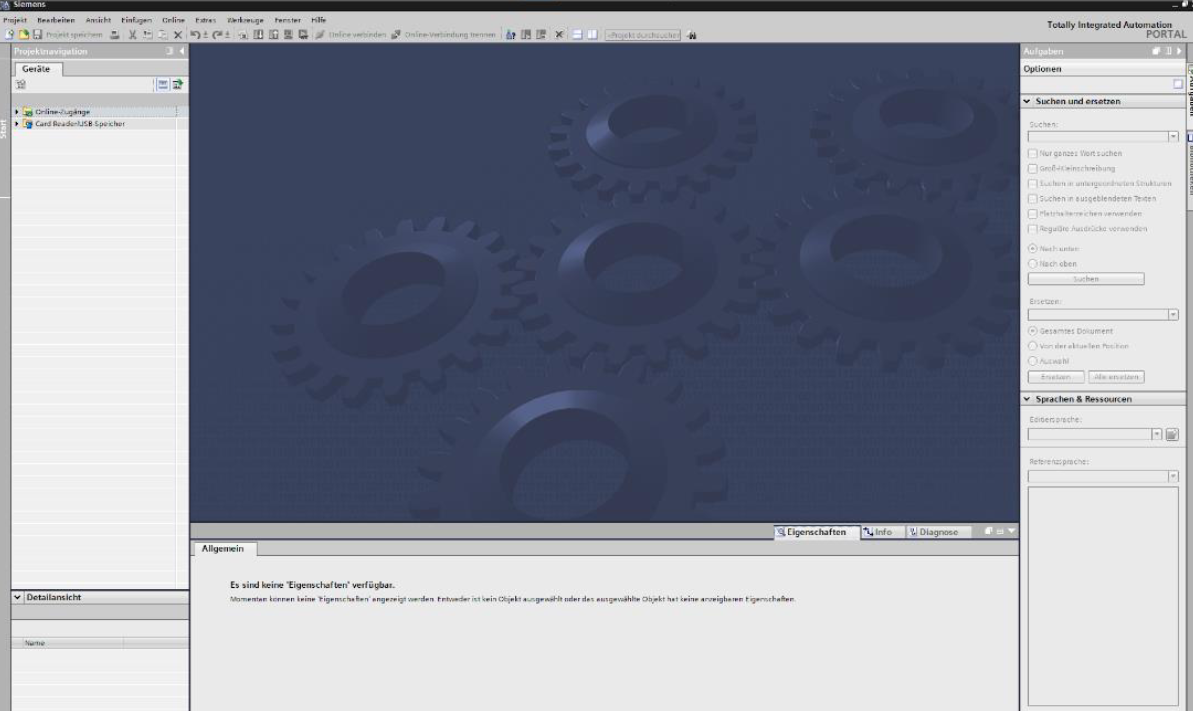 Siemens
Projekt Bearbeiten Ansicht Einfügen Online Extras Werkzeuge Fenster Hilfe
Totally Integrated Automation
PORTAL
Projekt speichern Online verbinden Online-Verbindung trennen <Projekt durchsuchen>
Projektnavigation
Geräte
Online-Zugänge
Card Reader/USB-Speicher
Start
Detailansicht
Name
Eigenschaften Info Diagnose
Allgemein
Es sind keine 'Eigenschaften' verfügbar.
Momentan können keine 'Eigenschaften' angezeigt werden. Entweder ist kein Objekt ausgewählt oder das ausgewählte Objekt hat keine anzeigbaren Eigenschaften.
Aufgaben
Optionen
Suchen und ersetzen
Suchen:
Nur ganzes Wort suchen
Groß-/Kleinschreibung
Suchen in untergeordneten Strukturen
Suchen in ausgeblendeten Texten
Platzhalterzeichen verwenden
Reguläre Ausdrücke verwenden
Nach unten
Nach oben
Suchen
Ersetzen:
Gesamtes Dokument
Von der aktuellen Position
Auswahl
Ersetzen Alle ersetzen
Sprachen & Ressourcen
Editiersprache:
Referenzsprache: